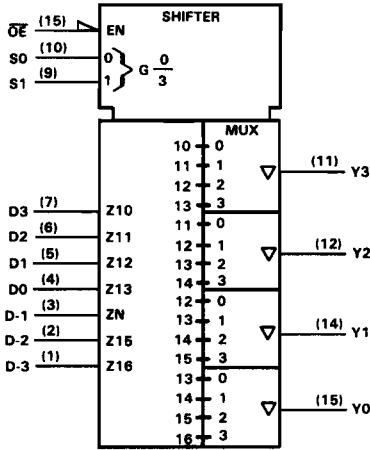 SHIFTER
OE (15) EN
S0 (10) 0
S1 (9) 1
G 0/3
MUX
10 0
11 1
12 2
13 3
(11) Y3
11 0
12 1
13 2
14 3
(12) Y2
12 0
13 1
14 2
15 3
(14) Y1
13 0
14 1
15 2
16 3
(15) Y0
D3 (7) Z10
D2 (6) Z11
D1 (5) Z12
D0 (4) Z13
D-1 (3) ZN
D-2 (2) Z15
D-3 (1) Z16